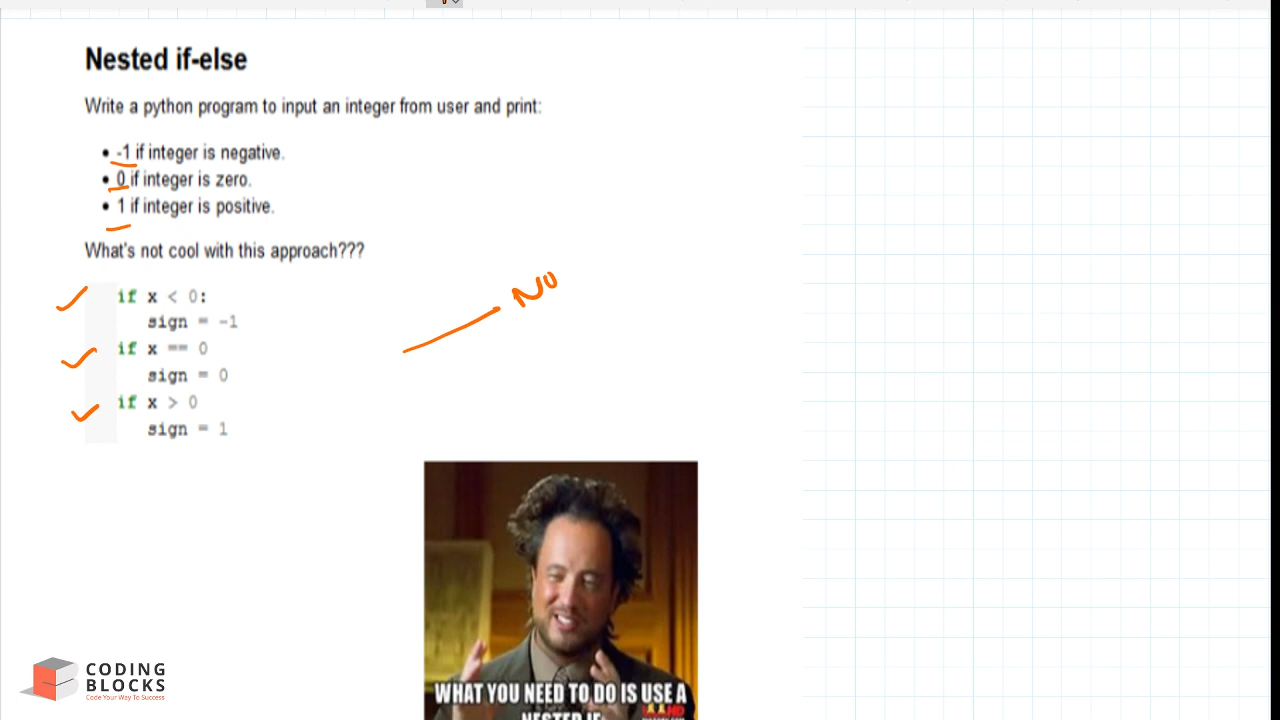 Nested if-else
Write a python program to input an integer from user and print:
• -1 if integer is negative.
• 0 if integer is zero.
• 1 if integer is positive.
What's not cool with this approach???
if x < 0:
sign = -1
if x == 0
sign = 0
if x > 0
sign = 1
NO
WHAT YOU NEED TO DO IS USE A
NESTED IF
CODING
BLOCKS
Code Your Way To Success